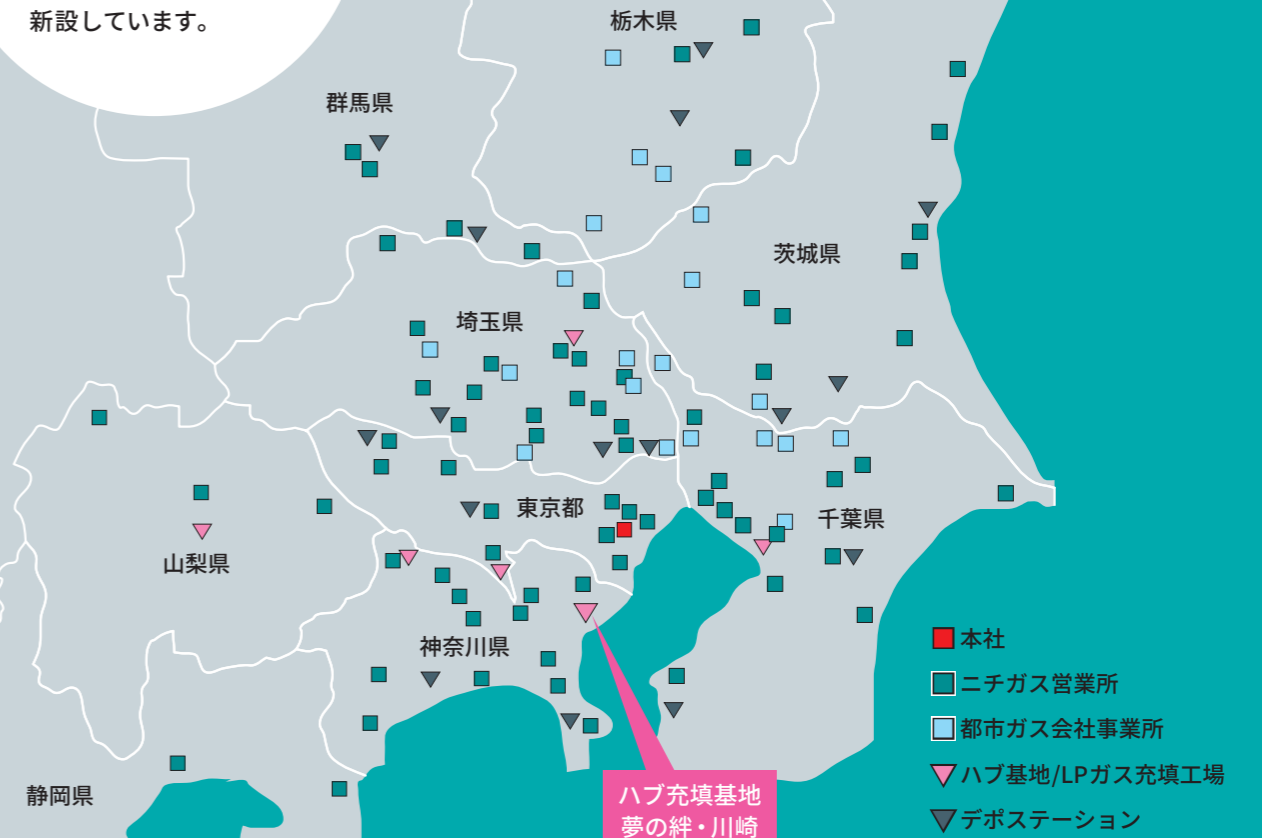 新設しています。
栃木県
群馬県
茨城県
埼玉県
東京都
千葉県
山梨県
神奈川県
静岡県
ハブ充填基地
夢の絆・川崎
本社
ニチガス営業所
都市ガス会社事業所
ハブ基地/LPガス充填工場
デポステーション